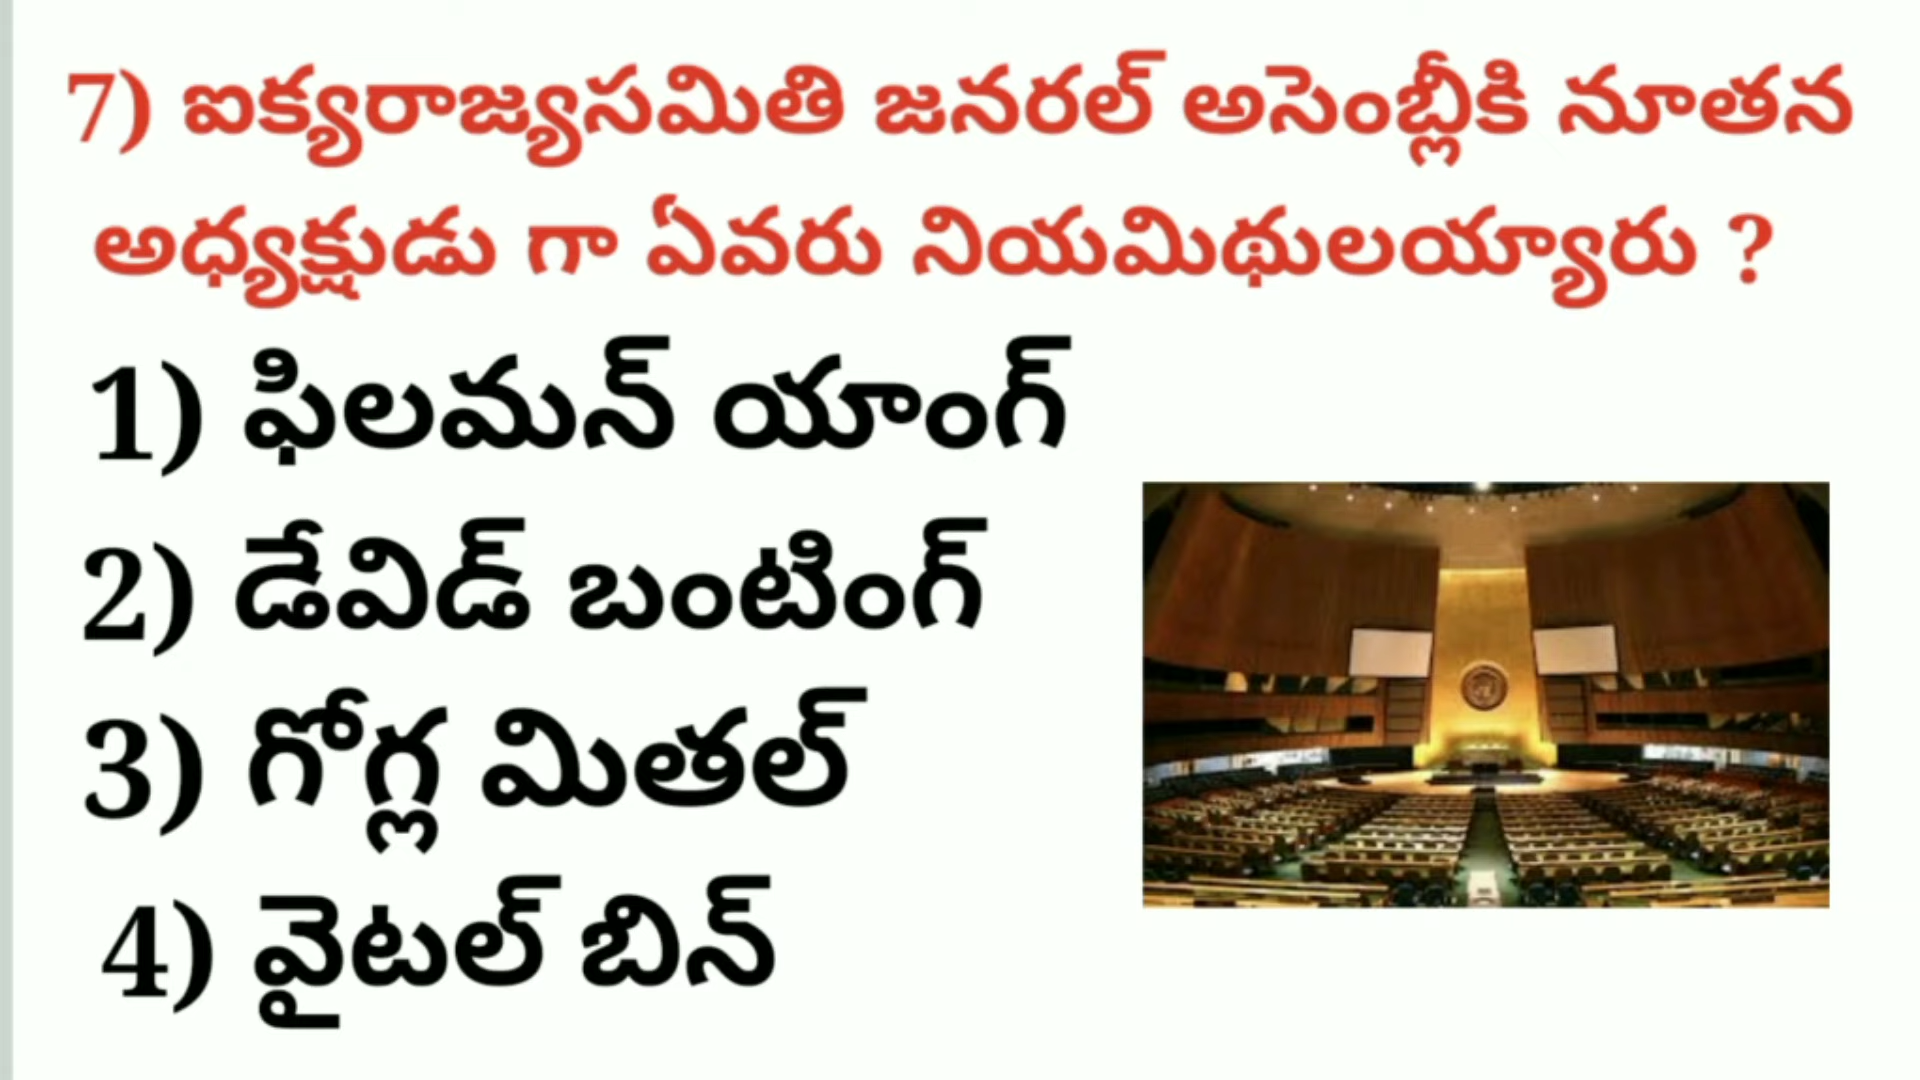 7) ఐక్యరాజ్యసమితి జనరల్ అసెంబ్లీకి నూతన
అధ్యక్షుడు గా ఏవరు నియమిథులయ్యారు ?
1) ఫిలమన్ యాంగ్
2) డేవిడ్ బంటింగ్
3) గోగ్ల మితల్
4) వైటల్ బిన్